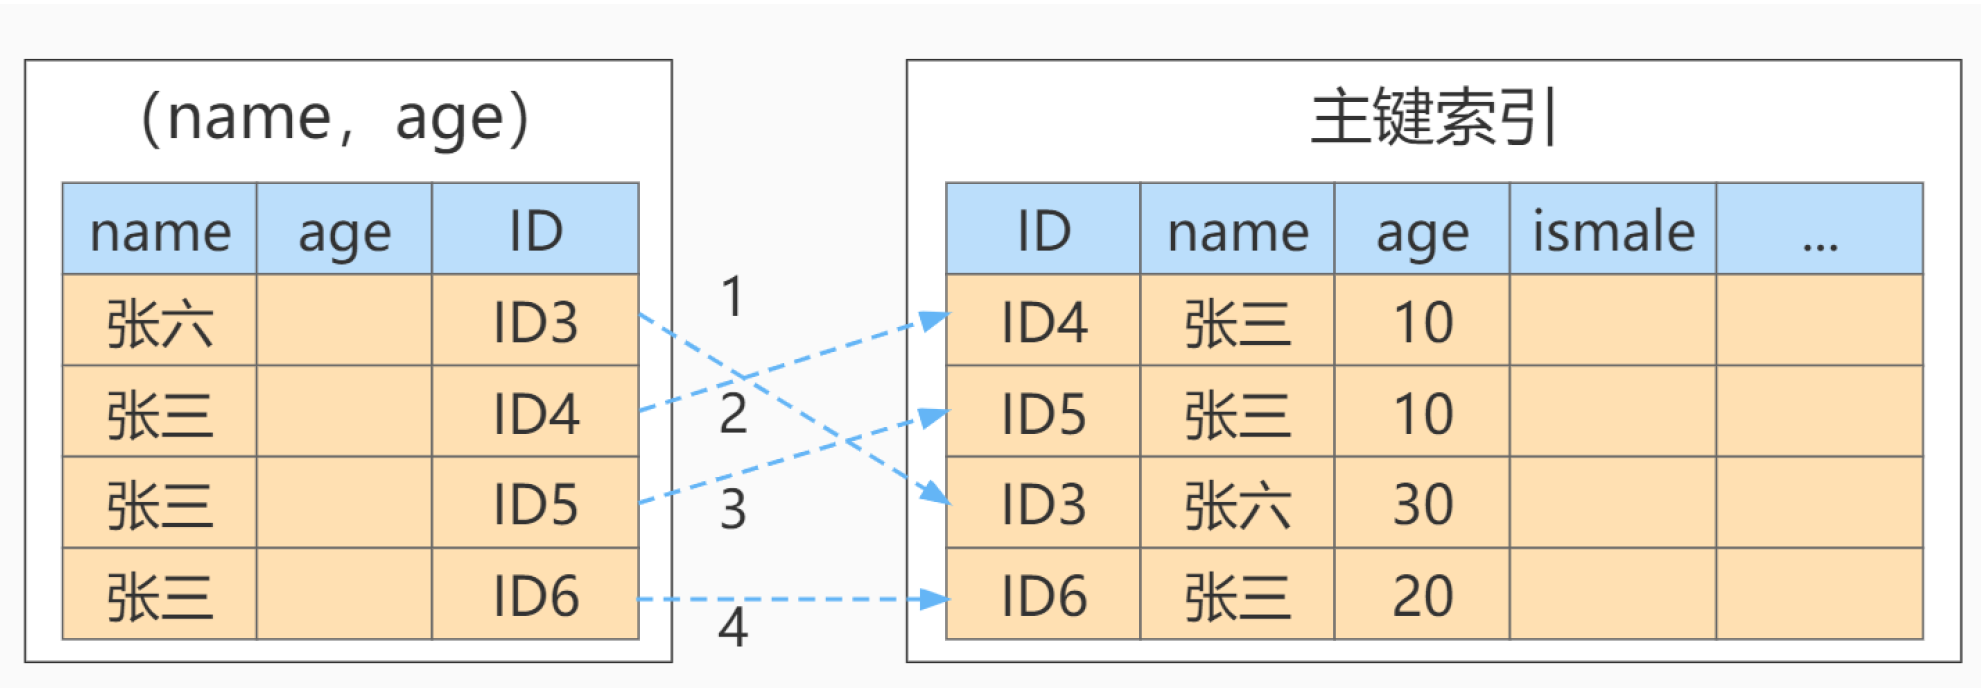 （name，age）
name age ID
张六 ID3
张三 ID4
张三 ID5
张三 ID6
1
2
3
4
主键索引
ID name age ismale ...
ID4 张三 10
ID5 张三 10
ID3 张六 30
ID6 张三 20